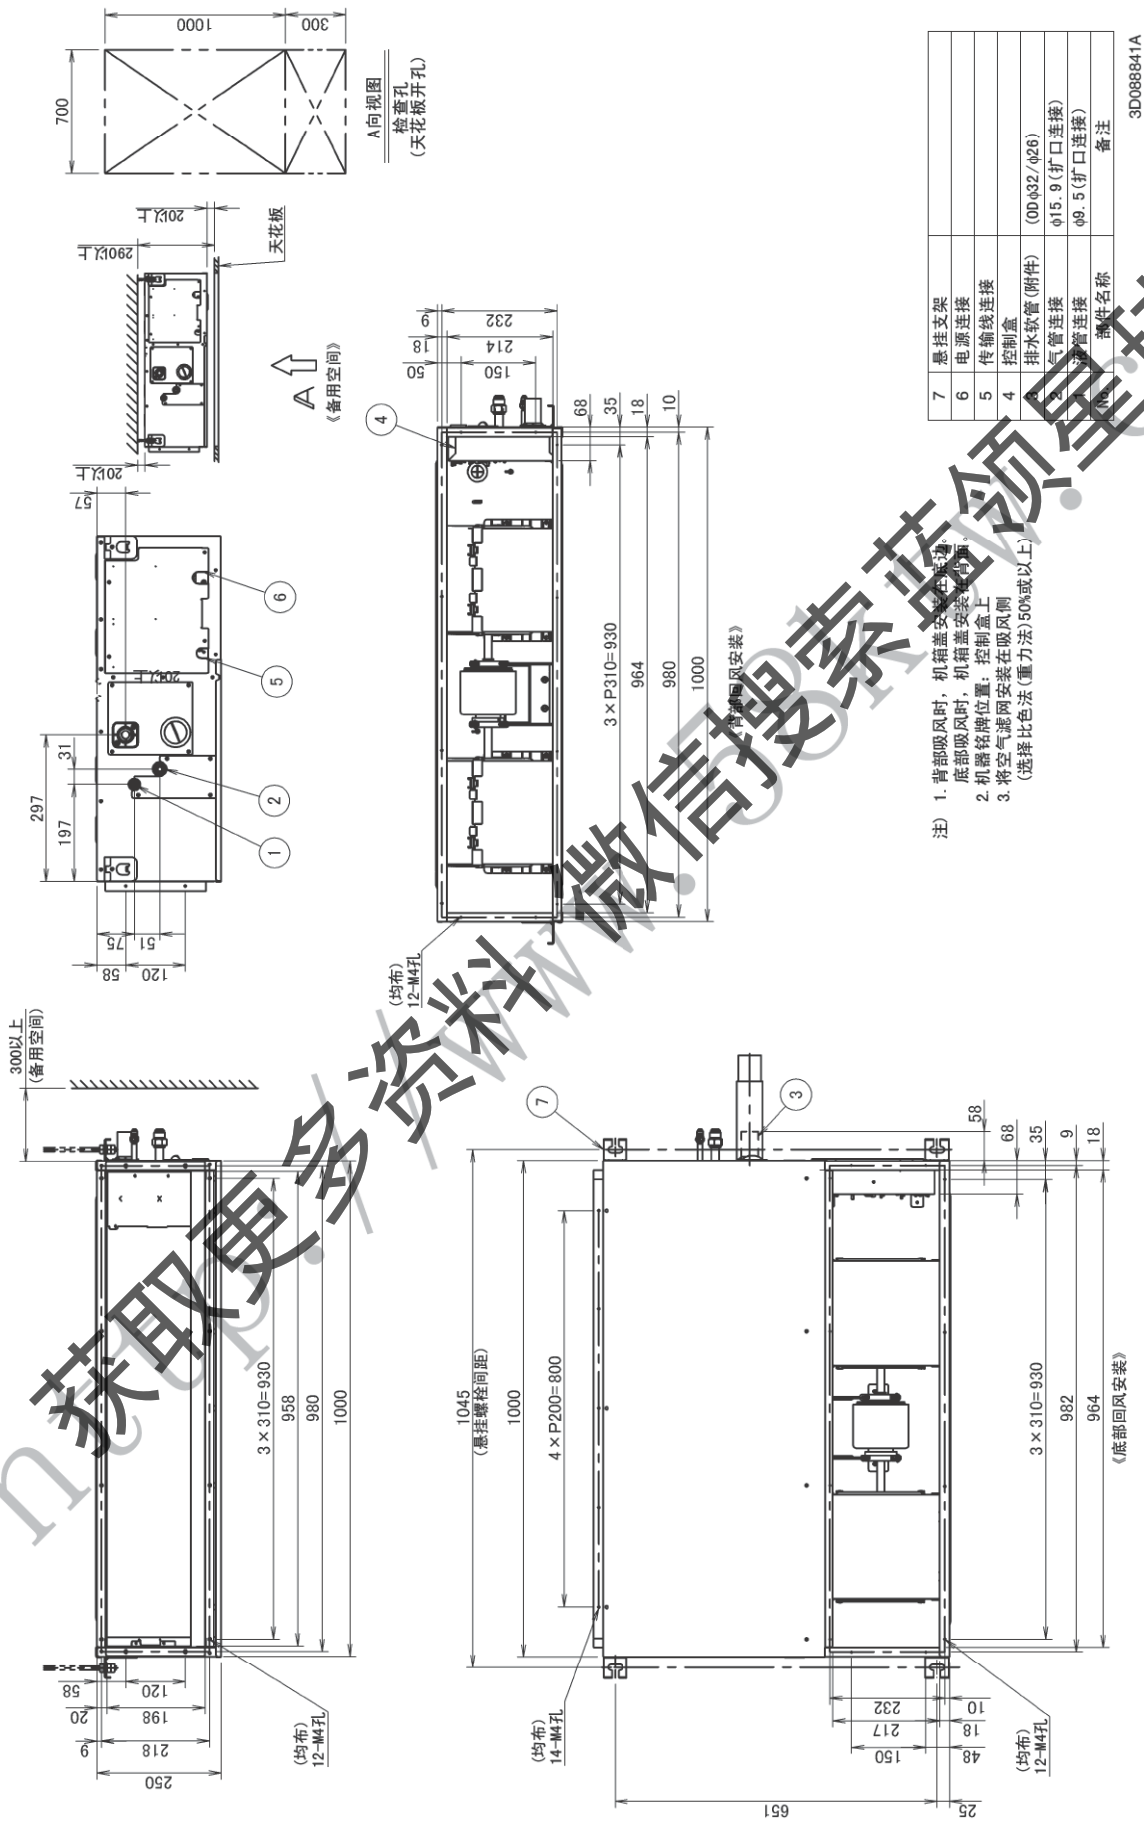 1000
300
700
A向视图
检查孔
(天花板开孔)
20以上
290以上
20以上
天花板
A
《备用空间》
57
20以上
6
5
2
1
297
31
197
58
75
51
120
300以上
(备用空间)
7 悬挂支架
6 电源连接
5 传输线连接
4 控制盒
3 排水软管(附件) (ODφ32/φ26)
2 气管连接 φ15.9(扩口连接)
1 液管连接 φ9.5(扩口连接)
No. 部件名称 备注
3D088841A
9
232
18
214
50
150
4
68
35
18
10
3×P310=930
964
980
1000
《背部回风安装》
(均布)
12-M4孔
注) 1. 背部吸风时，机箱盖安装在底边。
底部吸风时，机箱盖安装在背面。
2. 机器铭牌位置：控制盒上
3. 将空气滤网安装在吸风侧
(选择比色法(重力法)50%或以上)
3×310=930
958
980
1000
58
120
20
198
9
218
250
(均布)
12-M4孔
7
3
58
68
35
9
18
1045
(悬挂螺栓间距)
1000
4×P200=800
3×310=930
982
964
《底部回风安装》
(均布)
14-M4孔
232
10
217
18
150
48
651
25
(均布)
12-M4孔
获取更多资料 微信搜索蓝领星球